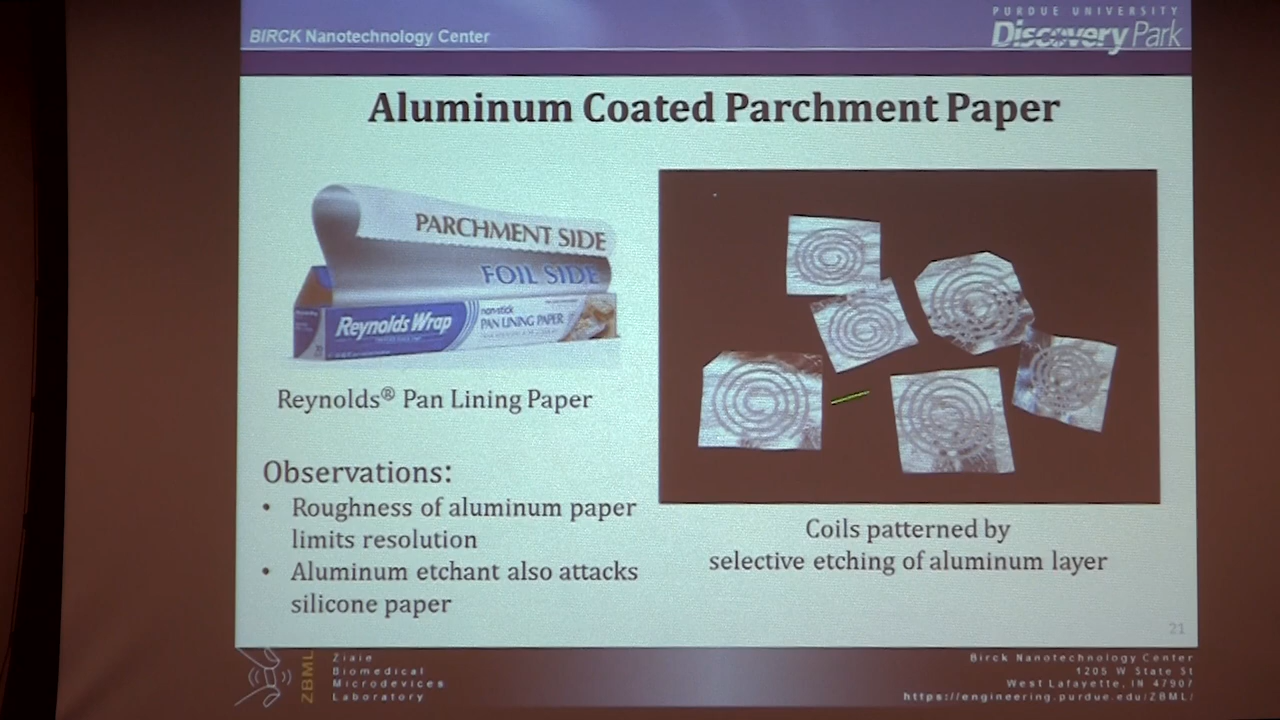 BIRCK Nanotechnology Center
PURDUE UNIVERSITY
Discovery Park
Aluminum Coated Parchment Paper
PARCHMENT SIDE
FOIL SIDE
Reynolds Wrap
non-stick
PAN LINING PAPER
Reynolds® Pan Lining Paper
Observations:
• Roughness of aluminum paper
limits resolution
• Aluminum etchant also attacks
silicone paper
Coils patterned by
selective etching of aluminum layer
21
ZBML
Ziaie
Biomedical
Microdevices
Laboratory
Birck Nanotechnology Center
1205 W State St
West Lafayette, IN 47907
https://engineering.purdue.edu/ZBML/